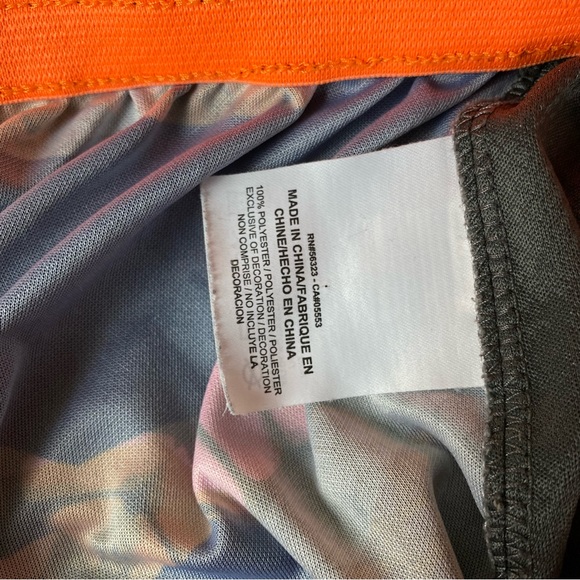 RN#56323 - CA#05553
MADE IN CHINA/FABRIQUE EN
CHINE/HECHO EN CHINA
100% POLYESTER / POLYESTER / POLIESTER
EXCLUSIVE OF DECORATION / DECORATION
NON COMPRISE / NO INCLUYE LA
DECORACION